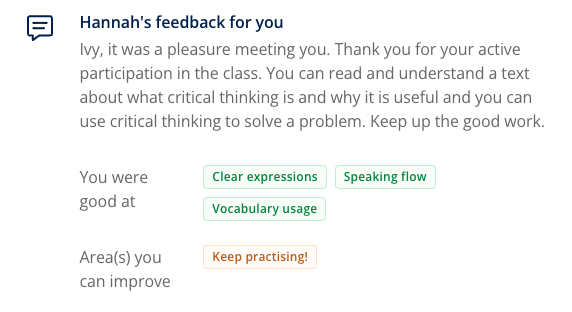 Hannah's feedback for you
Ivy, it was a pleasure meeting you. Thank you for your active
participation in the class. You can read and understand a text
about what critical thinking is and why it is useful and you can
use critical thinking to solve a problem. Keep up the good work.
You were
good at
Clear expressions
Speaking flow
Vocabulary usage
Area(s) you
can improve
Keep practising!